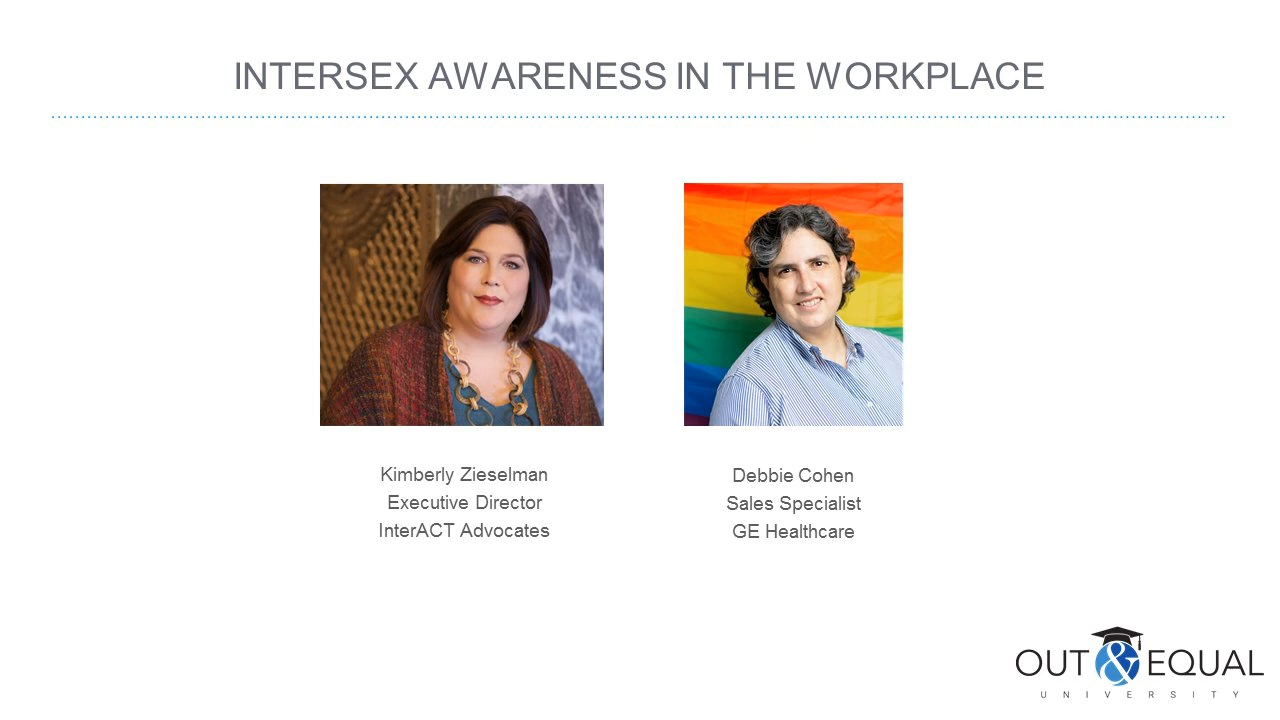 INTERSEX AWARENESS IN THE WORKPLACE
Kimberly Zieselman
Executive Director
InterACT Advocates
Debbie Cohen
Sales Specialist
GE Healthcare
OUT & EQUAL
UNIVERSITY